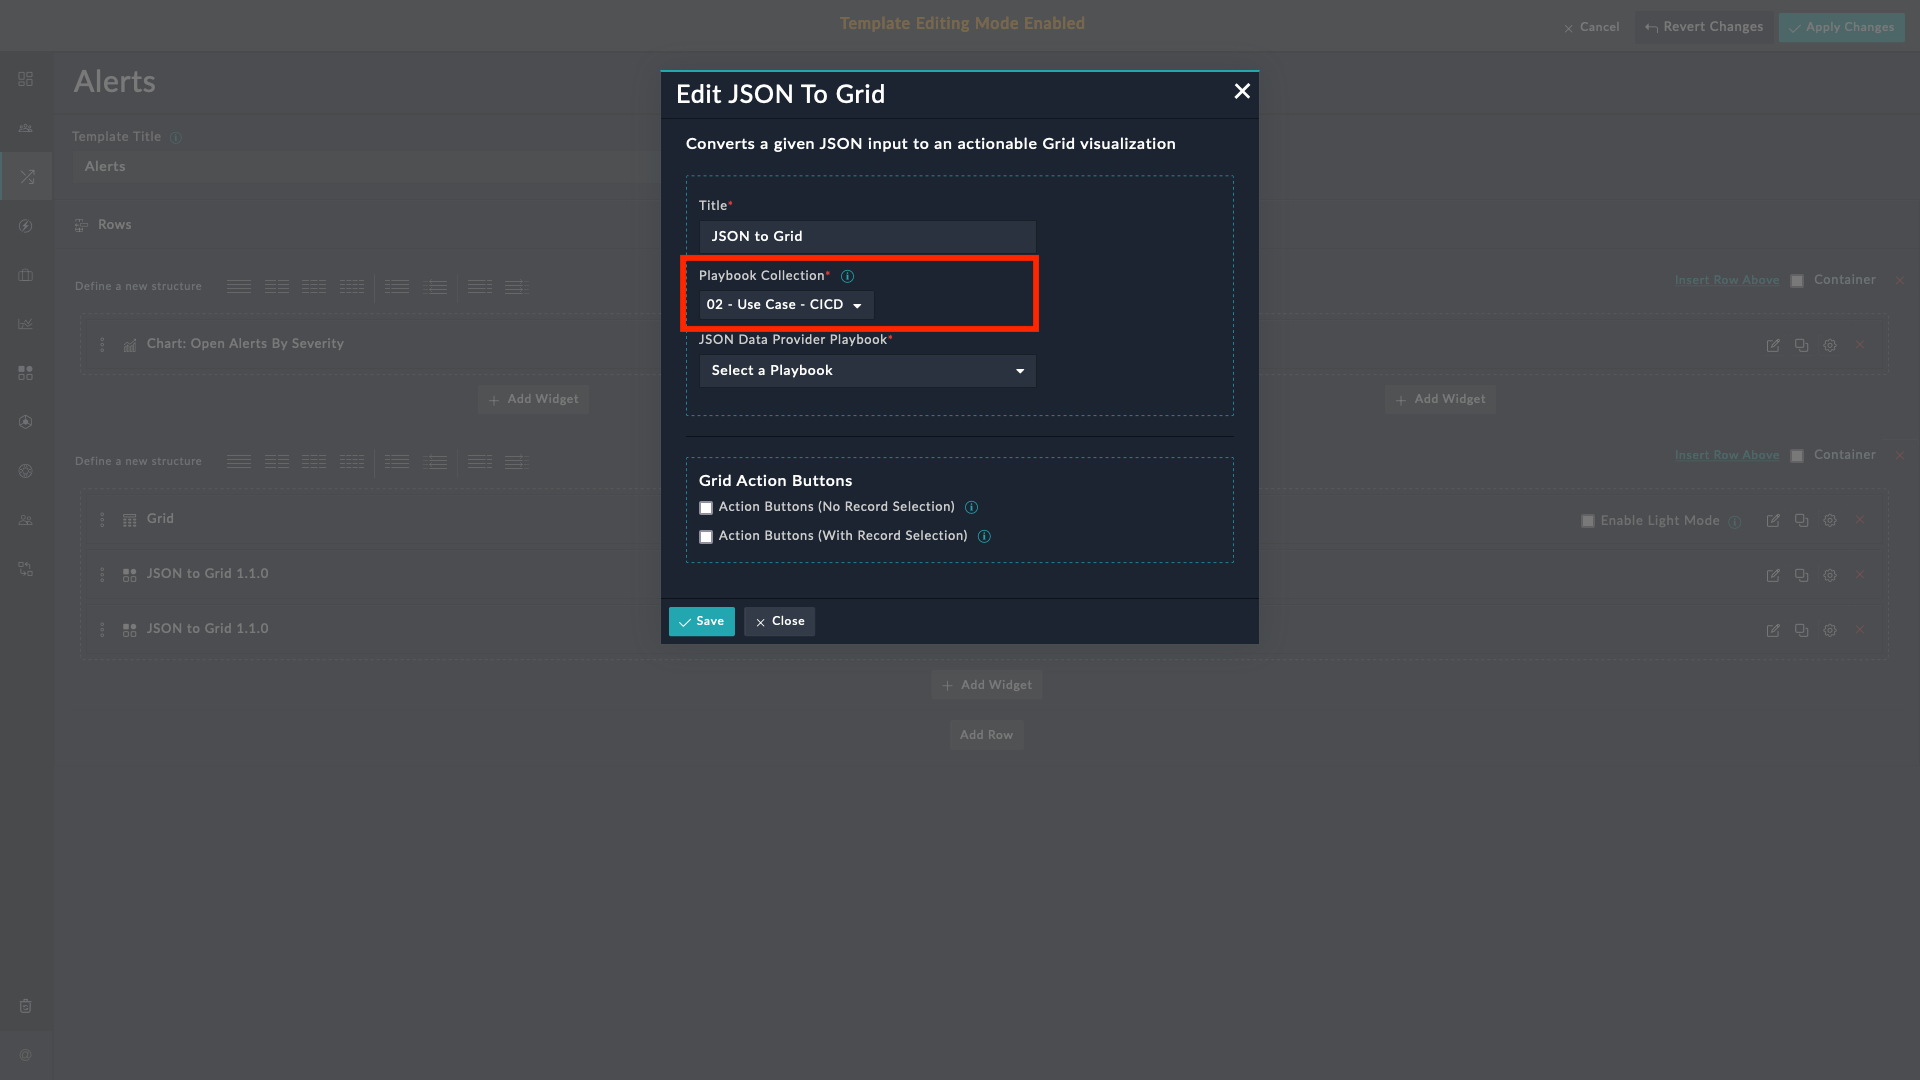 Template Editing Mode Enabled
Cancel
Revert Changes
Apply Changes
Alerts
Template Title
Alerts
Rows
Define a new structure
Insert Row Above
Container
Chart: Open Alerts By Severity
Add Widget
Add Widget
Define a new structure
Insert Row Above
Container
Grid
Enable Light Mode
JSON to Grid 1.1.0
JSON to Grid 1.1.0
Add Widget
Add Row
Edit JSON To Grid
Converts a given JSON input to an actionable Grid visualization
Title*
JSON to Grid
Playbook Collection*
02 - Use Case - CICD
JSON Data Provider Playbook*
Select a Playbook
Grid Action Buttons
Action Buttons (No Record Selection)
Action Buttons (With Record Selection)
Save
Close